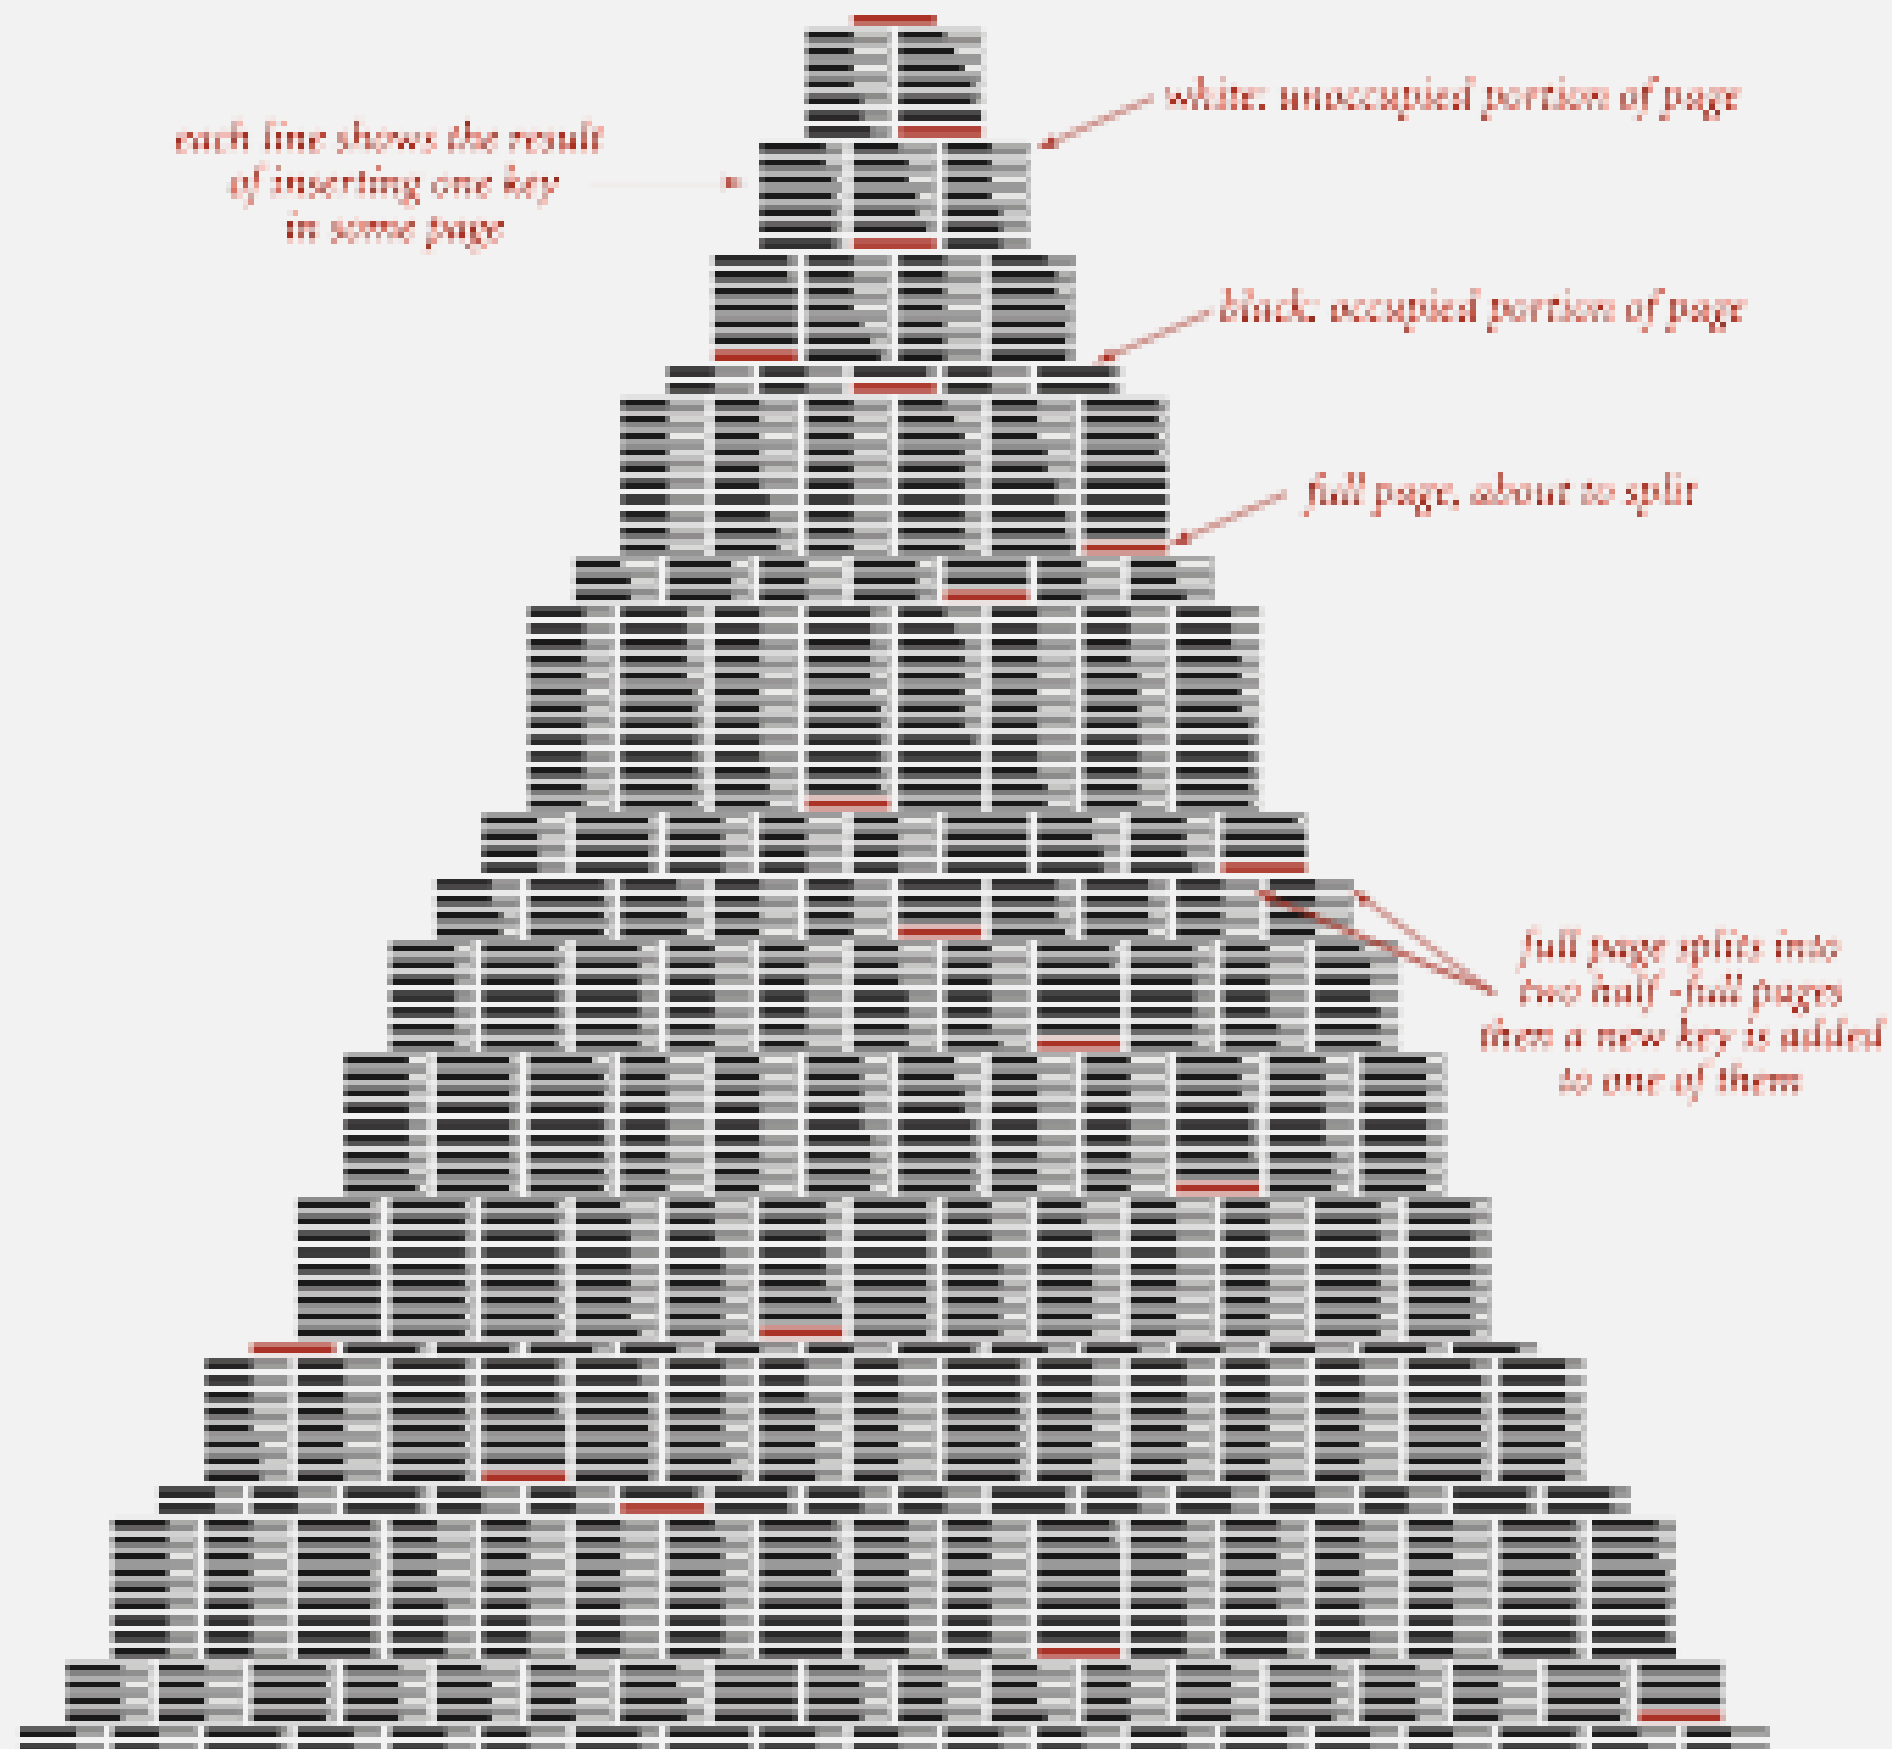 white: unoccupied portion of page
each line shows the result
of inserting one key
in some page
black: occupied portion of page
full page, about to split
full page splits into
two half -full pages
then a new key is added
to one of them